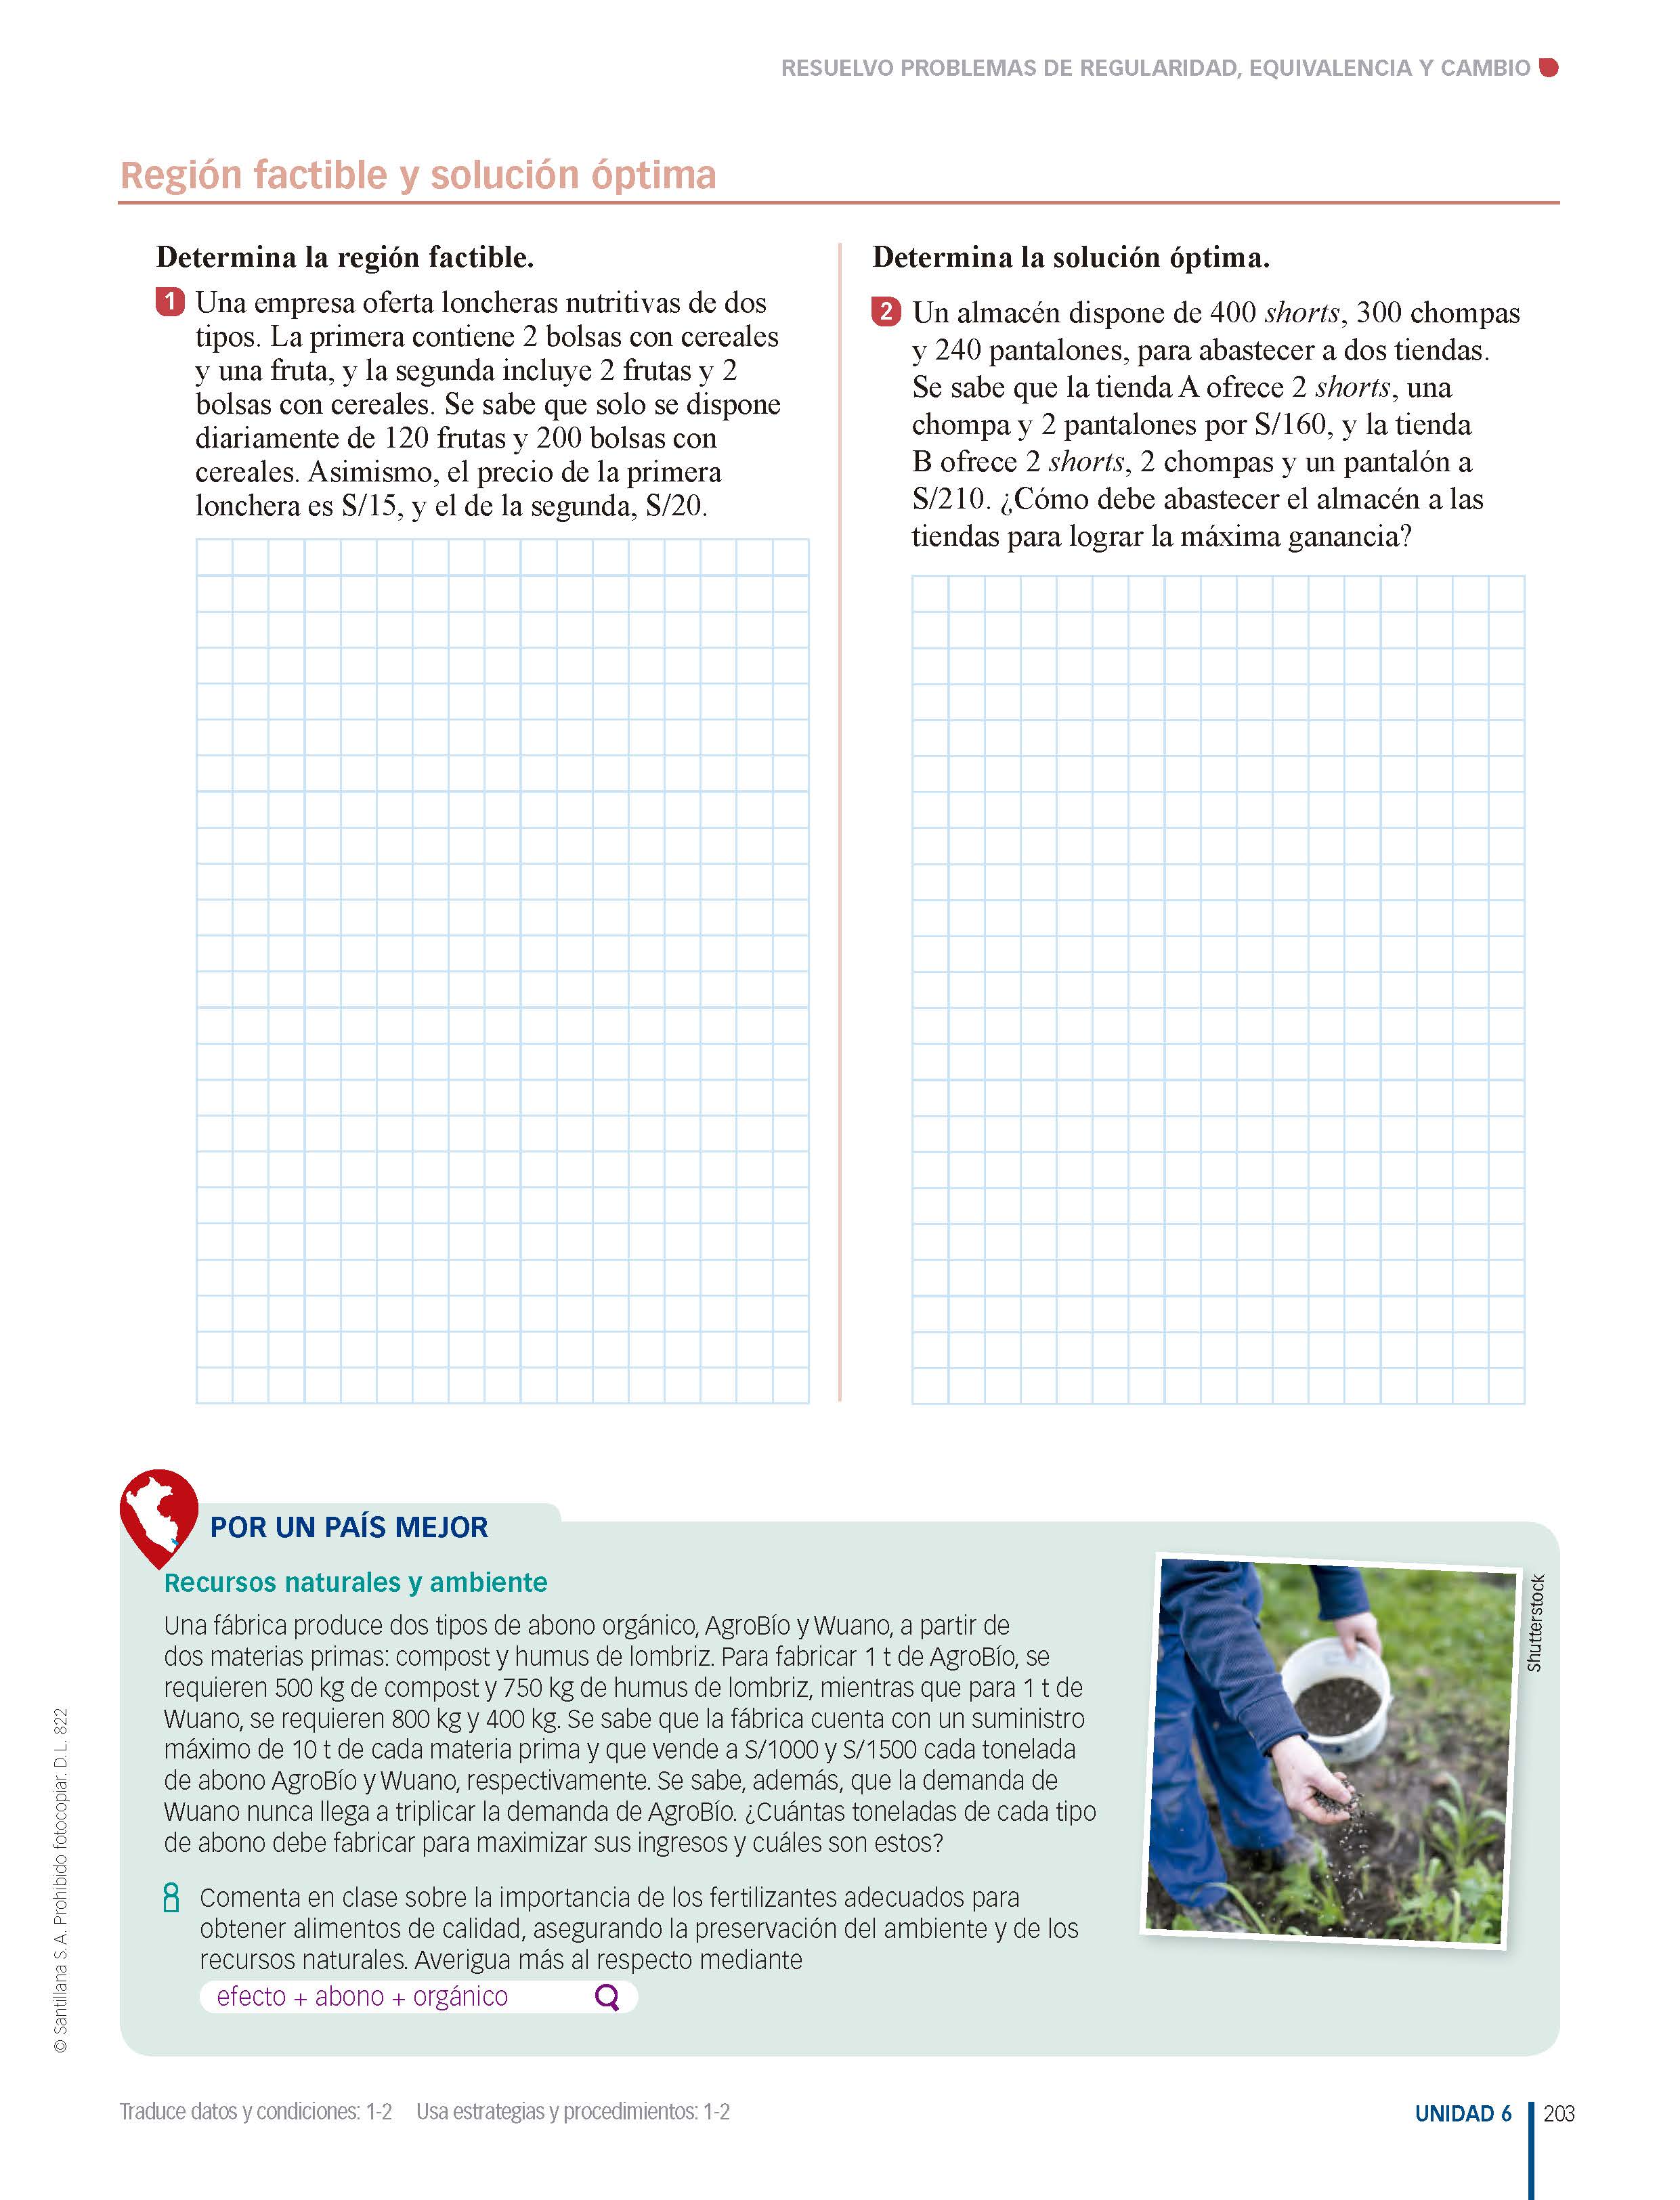 RESUELVO PROBLEMAS DE REGULARIDAD, EQUIVALENCIA Y CAMBIO
Región factible y solución óptima
Determina la región factible.
1 Una empresa oferta loncheras nutritivas de dos
tipos. La primera contiene 2 bolsas con cereales
y una fruta, y la segunda incluye 2 frutas y 2
bolsas con cereales. Se sabe que solo se dispone
diariamente de 120 frutas y 200 bolsas con
cereales. Asimismo, el precio de la primera
lonchera es S/15, y el de la segunda, S/20.
Determina la solución óptima.
2 Un almacén dispone de 400 shorts, 300 chompas
y 240 pantalones, para abastecer a dos tiendas.
Se sabe que la tienda A ofrece 2 shorts, una
chompa y 2 pantalones por S/160, y la tienda
B ofrece 2 shorts, 2 chompas y un pantalón a
S/210. ¿Cómo debe abastecer el almacén a las
tiendas para lograr la máxima ganancia?
POR UN PAÍS MEJOR
Recursos naturales y ambiente
Una fábrica produce dos tipos de abono orgánico, AgroBío y Wuano, a partir de
dos materias primas: compost y humus de lombriz. Para fabricar 1 t de AgroBío, se
requieren 500 kg de compost y 750 kg de humus de lombriz, mientras que para 1 t de
Wuano, se requieren 800 kg y 400 kg. Se sabe que la fábrica cuenta con un suministro
máximo de 10 t de cada materia prima y que vende a S/1000 y S/1500 cada tonelada
de abono AgroBío y Wuano, respectivamente. Se sabe, además, que la demanda de
Wuano nunca llega a triplicar la demanda de AgroBío. ¿Cuántas toneladas de cada tipo
de abono debe fabricar para maximizar sus ingresos y cuáles son estos?
Comenta en clase sobre la importancia de los fertilizantes adecuados para
obtener alimentos de calidad, asegurando la preservación del ambiente y de los
recursos naturales. Averigua más al respecto mediante
efecto + abono + orgánico
Shutterstock
© Santillana S. A. Prohibido fotocopiar. D. L. 822
Traduce datos y condiciones: 1-2 Usa estrategias y procedimientos: 1-2
UNIDAD 6 203